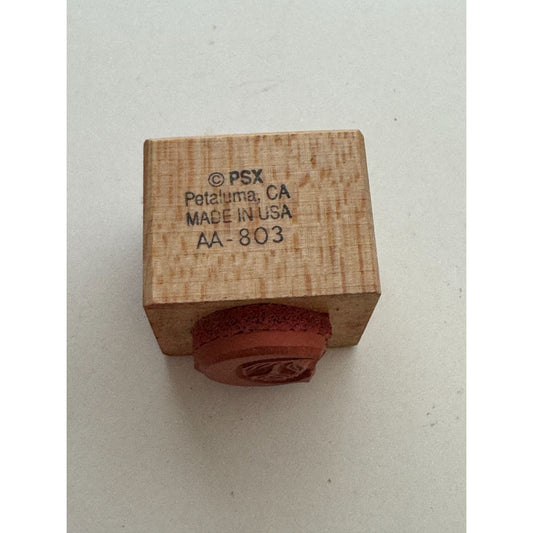 © PSX
Petaluma, CA
MADE IN USA
AA-803